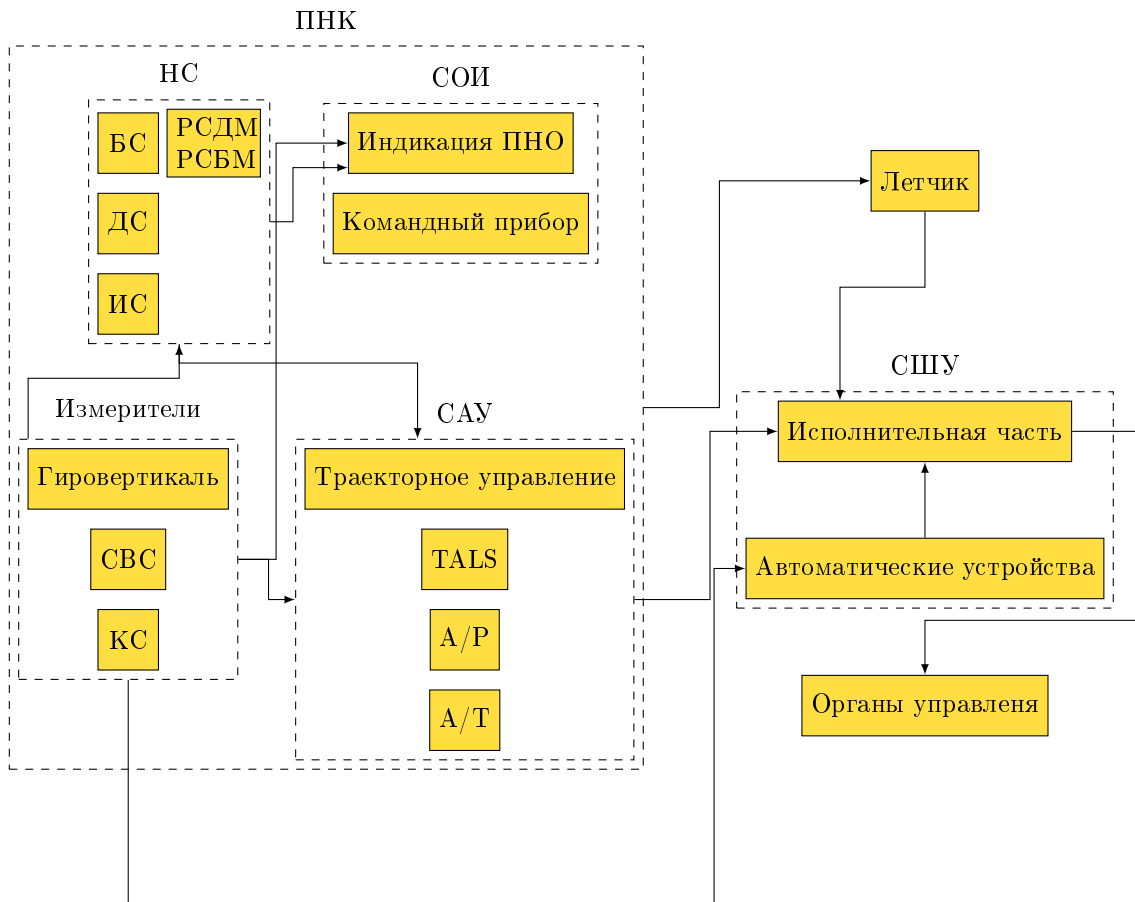 ПНК
НС
СОИ
БС
РСДМ
РСБМ
Индикация ПНО
ДС
Командный прибор
ИС
Летчик
Измерители
САУ
СШУ
Гировертикаль
Траекторное управление
Исполнительная часть
СВС
TALS
Автоматические устройства
КС
А/Р
А/Т
Органы управленя